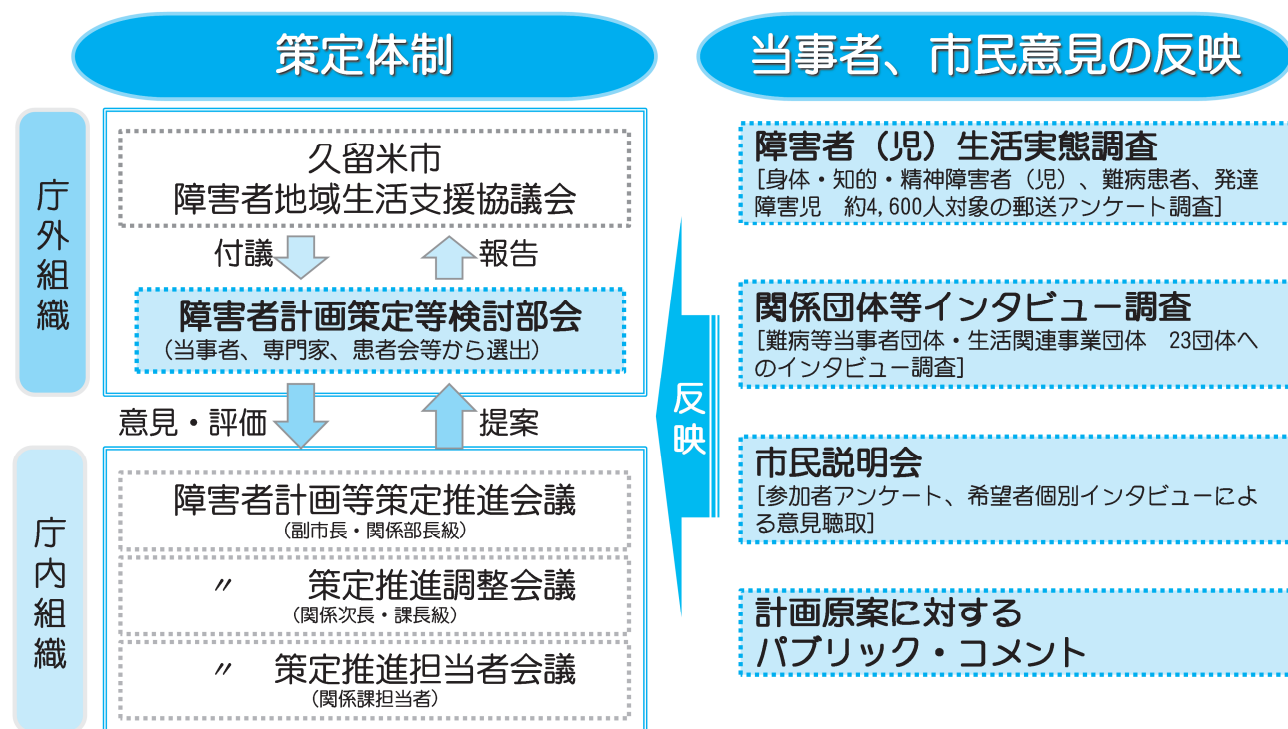 策定体制
庁外組織
久留米市
障害者地域生活支援協議会
付議
報告
障害者計画策定等検討部会
（当事者、専門家、患者会等から選出）
意見・評価
提案
庁内組織
障害者計画等策定推進会議
（副市長・関係部長級）
〃 策定推進調整会議
（関係次長・課長級）
〃 策定推進担当者会議
（関係課担当者）
反映
当事者、市民意見の反映
障害者（児）生活実態調査
[身体・知的・精神障害者（児）、難病患者、発達
障害児 約4,600人対象の郵送アンケート調査]
関係団体等インタビュー調査
[難病等当事者団体・生活関連事業団体 23団体へ
のインタビュー調査]
市民説明会
[参加者アンケート、希望者個別インタビューによ
る意見聴取]
計画原案に対する
パブリック・コメント